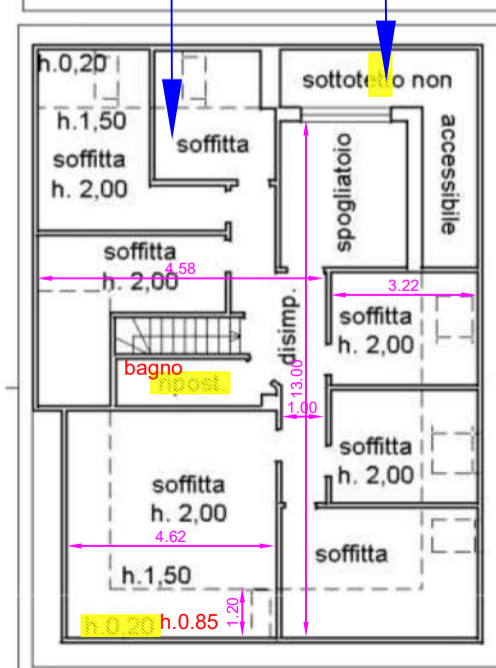 h.0,20
sottotetto non
accessibile
h.1,50
soffitta
h. 2,00
soffitta
spogliatoio
soffitta
h. 2,00
4.58
3.22
soffitta
h. 2,00
disimp.
13.00
1.00
bagno
ripost.
soffitta
h. 2,00
soffitta
h. 2,00
4.62
soffitta
h.1,50
1.20
h.0,20 h.0.85